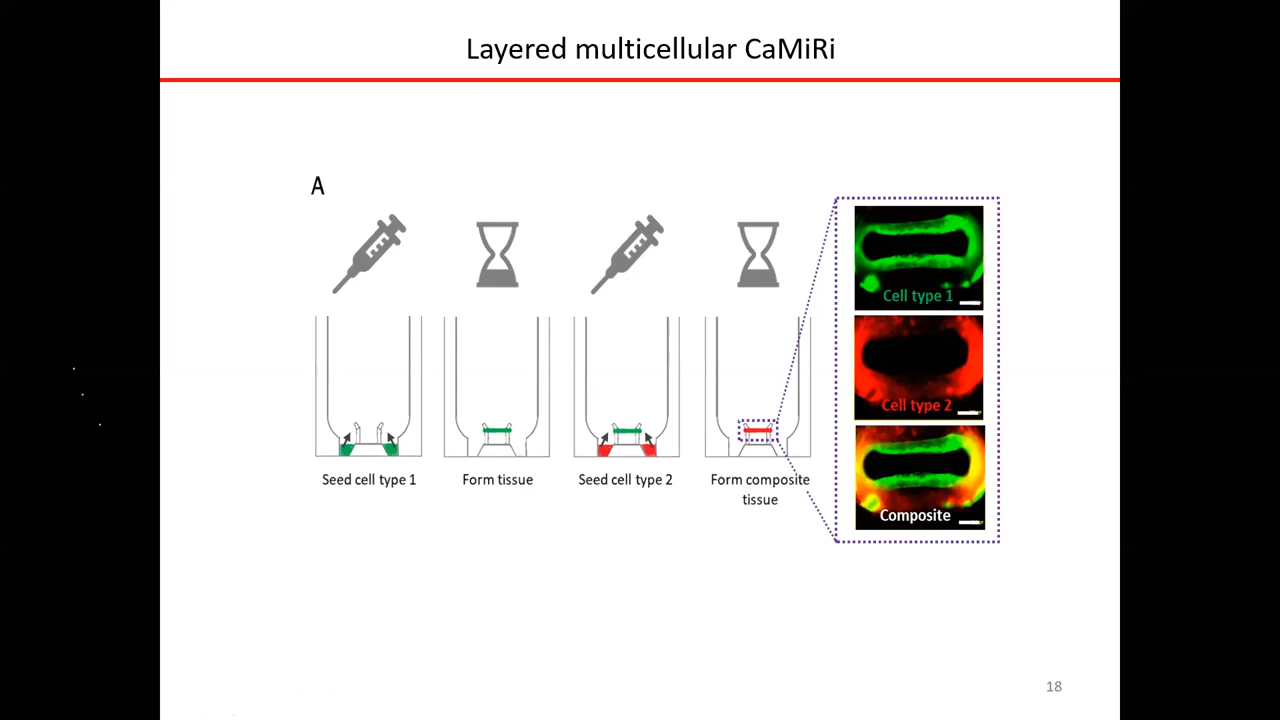 Layered multicellular CaMiRi
A
Seed cell type 1
Form tissue
Seed cell type 2
Form composite
tissue
Cell type 1
Cell type 2
Composite
18